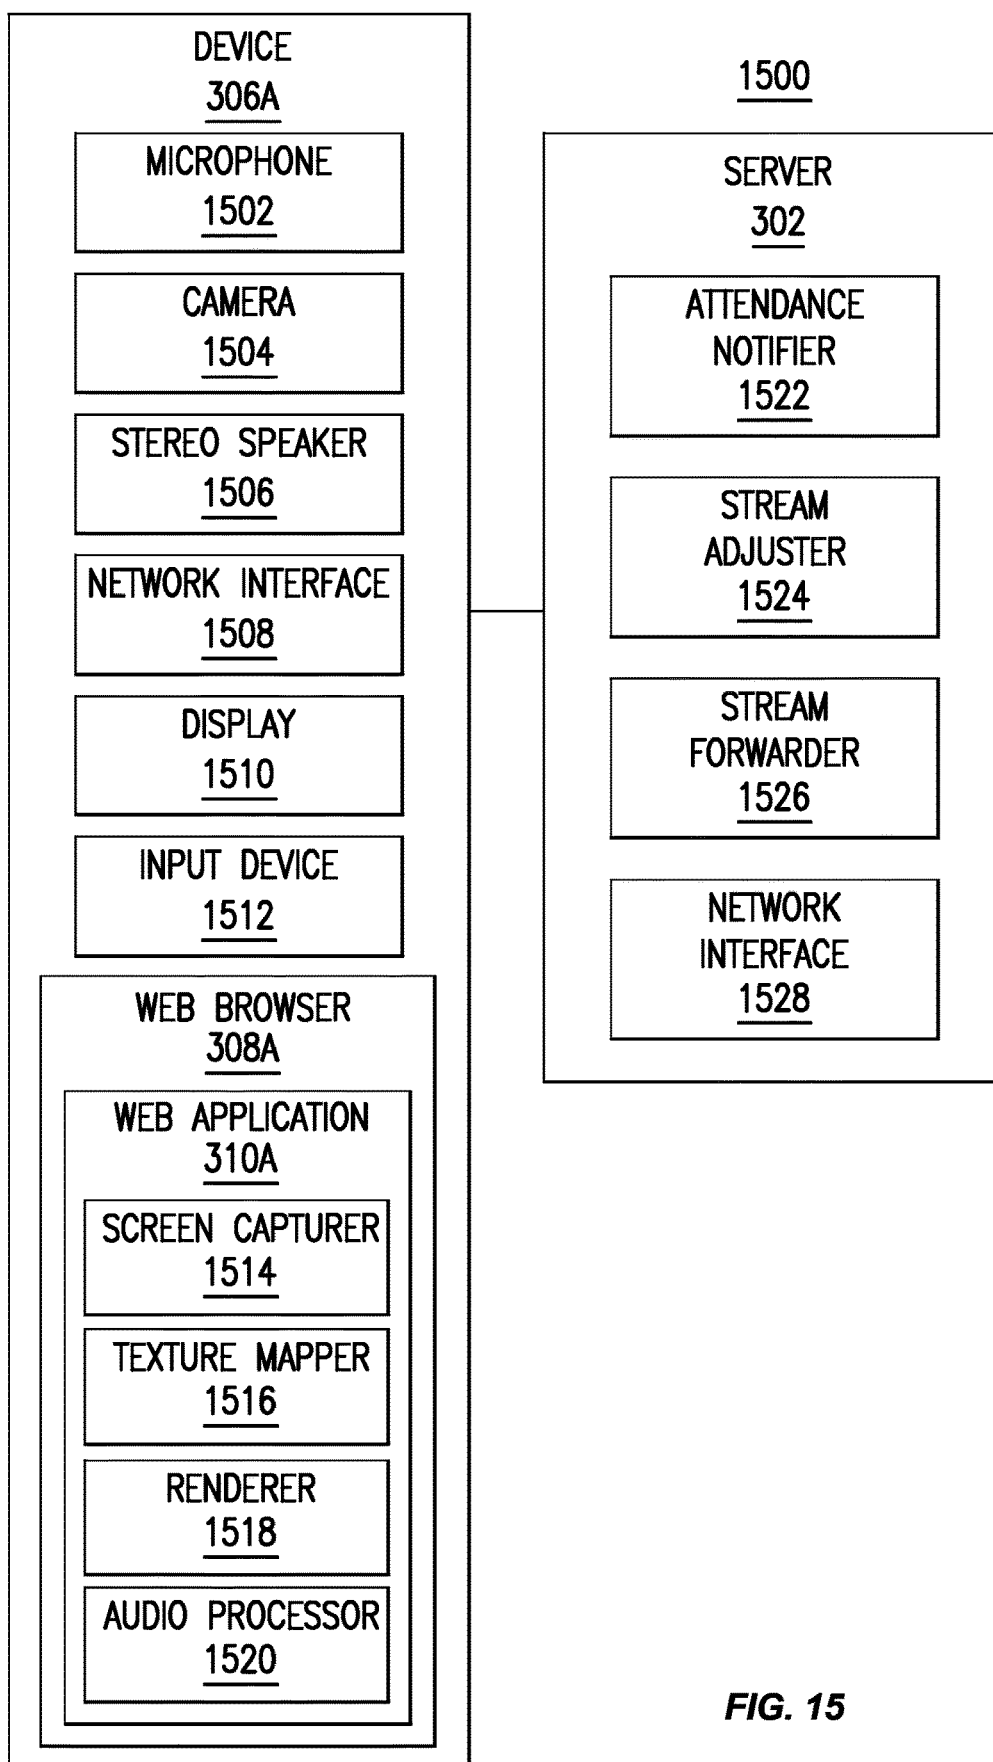 DEVICE
306A
MICROPHONE
1502
CAMERA
1504
STEREO SPEAKER
1506
NETWORK INTERFACE
1508
DISPLAY
1510
INPUT DEVICE
1512
WEB BROWSER
308A
WEB APPLICATION
310A
SCREEN CAPTURER
1514
TEXTURE MAPPER
1516
RENDERER
1518
AUDIO PROCESSOR
1520
1500
SERVER
302
ATTENDANCE
NOTIFIER
1522
STREAM
ADJUSTER
1524
STREAM
FORWARDER
1526
NETWORK
INTERFACE
1528
FIG. 15